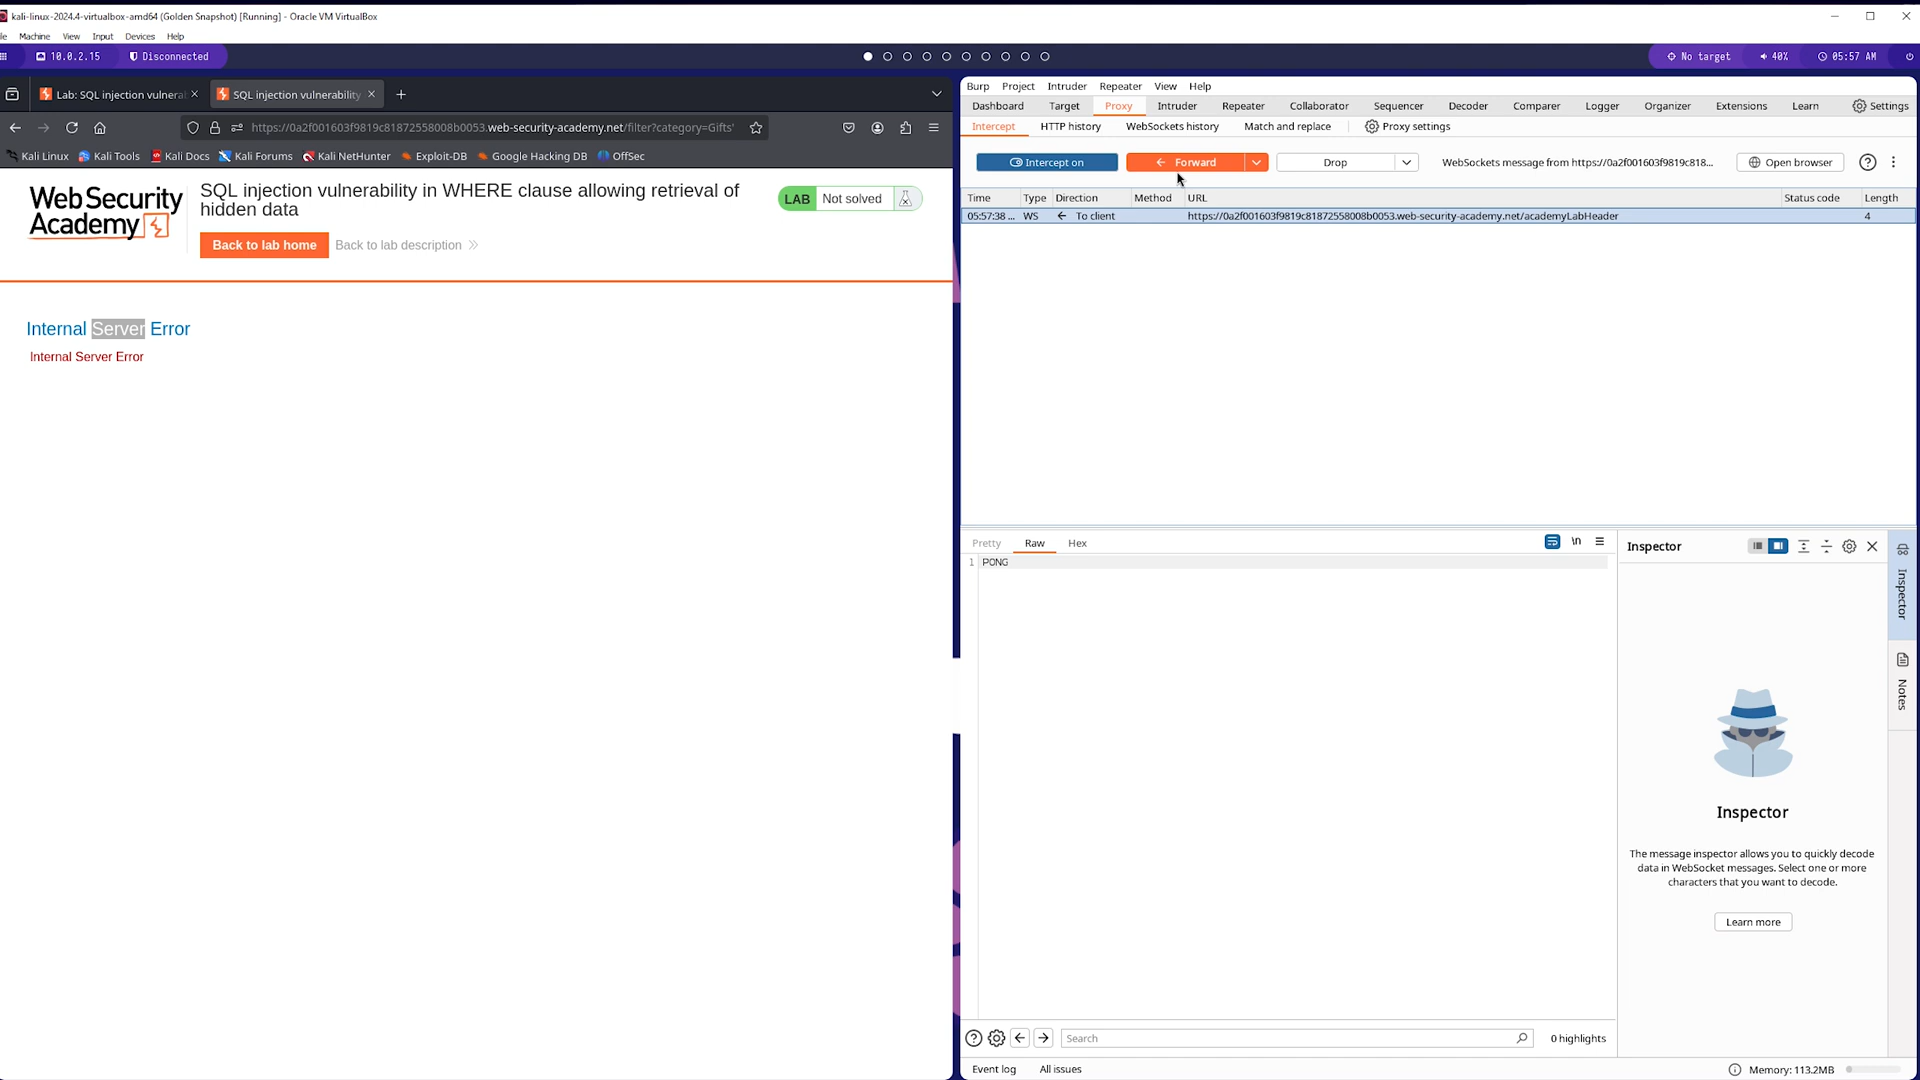 kali-linux-2024.4-virtualbox-amd64 (Golden Snapshot) [Running] - Oracle VM VirtualBox
Machine View Input Devices Help
10.0.2.15 Disconnected No target 40% 05:57 AM
Lab: SQL injection vulnera SQL injection vulnerability
https://0a2f001603f9819c81872558008b0053.web-security-academy.net/filter?category=Gifts'
Kali Linux Kali Tools Kali Docs Kali Forums Kali NetHunter Exploit-DB Google Hacking DB OffSec
Web Security
Academy
SQL injection vulnerability in WHERE clause allowing retrieval of
hidden data
LAB Not solved
Back to lab home Back to lab description
Internal Server Error
Internal Server Error
Burp Project Intruder Repeater View Help
Dashboard Target Proxy Intruder Repeater Collaborator Sequencer Decoder Comparer Logger Organizer Extensions Learn Settings
Intercept HTTP history WebSockets history Match and replace Proxy settings
Intercept on Forward Drop WebSockets message from https://0a2f001603f9819c818... Open browser
Time Type Direction Method URL Status code Length
05:57:38 ... WS To client https://0a2f001603f9819c81872558008b0053.web-security-academy.net/academyLabHeader 4
Pretty Raw Hex \n
1 PONG
Inspector
Inspector
Notes
Inspector
The message inspector allows you to quickly decode
data in WebSocket messages. Select one or more
characters that you want to decode.
Learn more
Search 0 highlights
Event log All issues Memory: 113.2MB